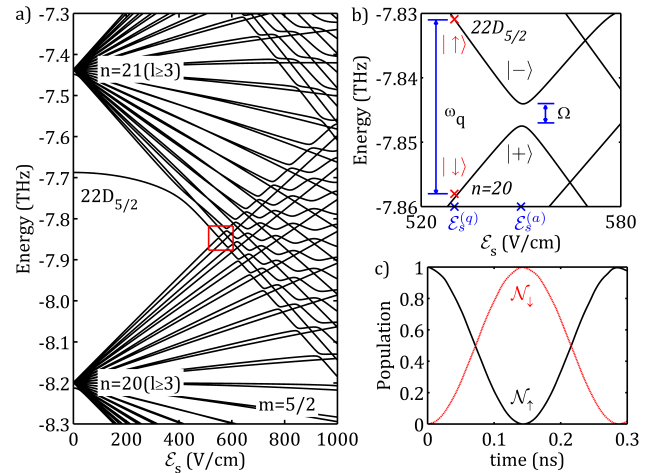 a)
-7.3
-7.4
-7.5
-7.6
-7.7
-7.8
-7.9
-8.0
-8.1
-8.2
-8.3
Energy (THz)
n=21(l≥3)
22D5/2
n=20(l≥3)
m=5/2
0 200 400 600 800 1000
ℰs (V/cm)
b)
-7.83
-7.84
-7.85
-7.86
Energy (THz)
22D5/2
|↑⟩
|−⟩
ωq
Ω
|↓⟩
|+⟩
n=20
520 580
ℰs(q) ℰs(a)
ℰs (V/cm)
c)
1
0.8
0.6
0.4
0.2
0
Population
𝒩↓
𝒩↑
0 0.1 0.2 0.3
time (ns)